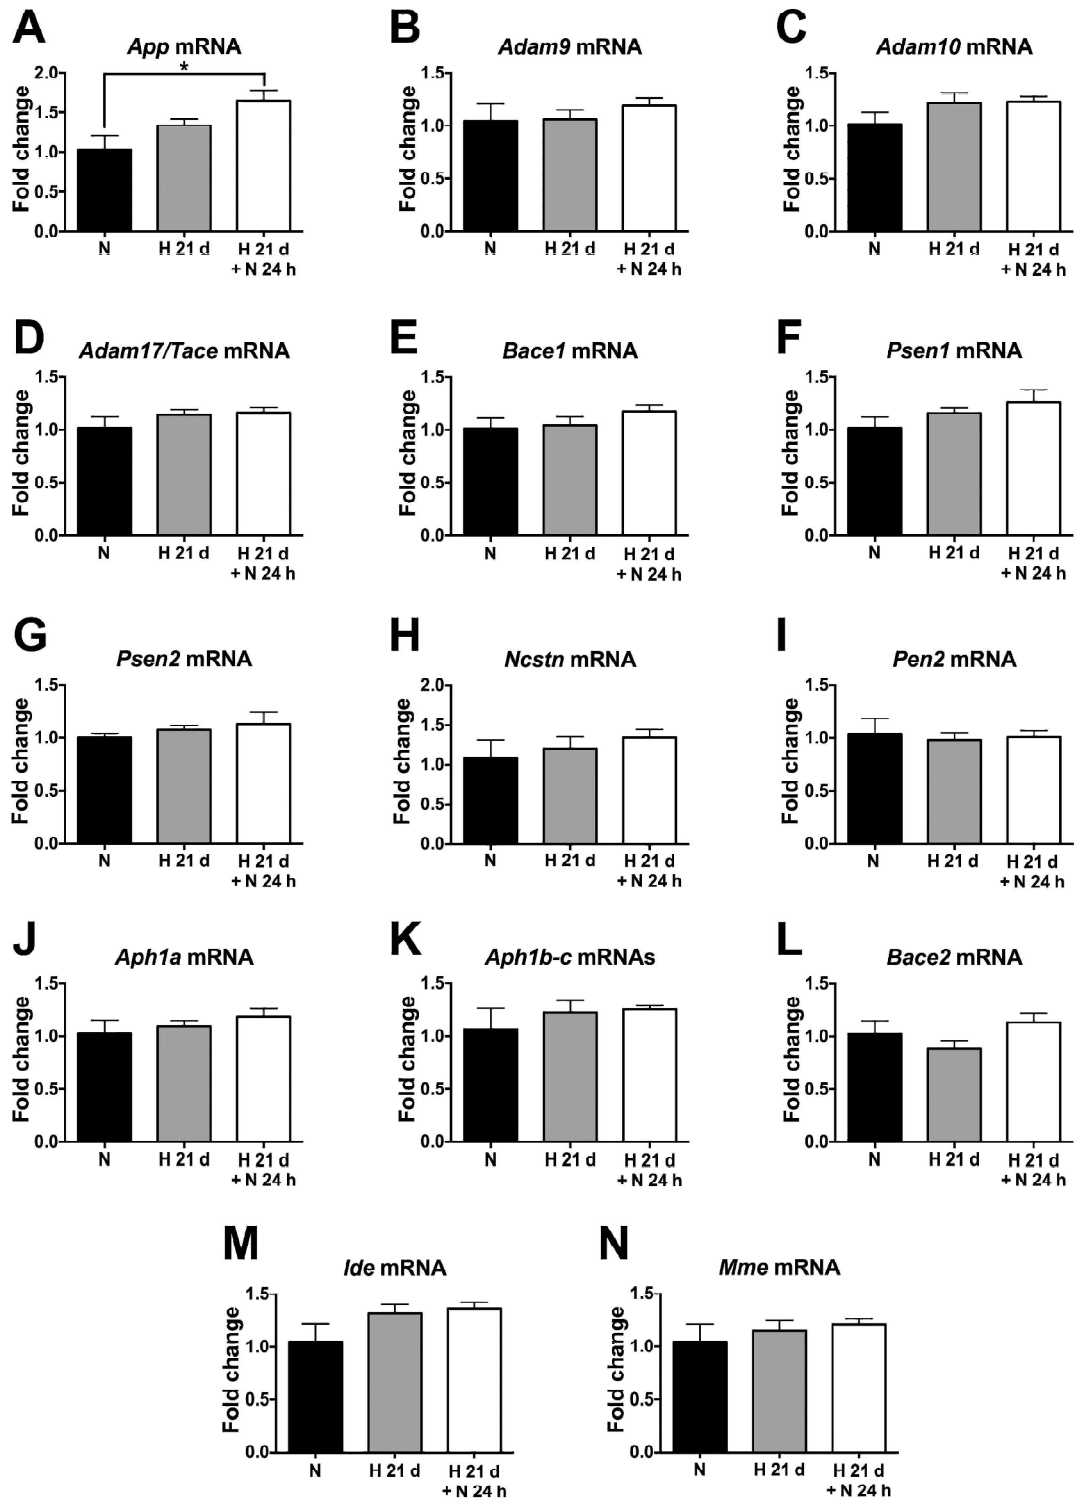 A
App mRNA
*
Fold change
2.0
1.5
1.0
0.5
0.0
N
H 21 d
H 21 d
+ N 24 h
B
Adam9 mRNA
Fold change
1.5
1.0
0.5
0.0
N
H 21 d
H 21 d
+ N 24 h
C
Adam10 mRNA
Fold change
1.5
1.0
0.5
0.0
N
H 21 d
H 21 d
+ N 24 h
D
Adam17/Tace mRNA
Fold change
1.5
1.0
0.5
0.0
N
H 21 d
H 21 d
+ N 24 h
E
Bace1 mRNA
Fold change
1.5
1.0
0.5
0.0
N
H 21 d
H 21 d
+ N 24 h
F
Psen1 mRNA
Fold change
1.5
1.0
0.5
0.0
N
H 21 d
H 21 d
+ N 24 h
G
Psen2 mRNA
Fold change
1.5
1.0
0.5
0.0
N
H 21 d
H 21 d
+ N 24 h
H
Ncstn mRNA
Fold change
2.0
1.5
1.0
0.5
0.0
N
H 21 d
H 21 d
+ N 24 h
I
Pen2 mRNA
Fold change
1.5
1.0
0.5
0.0
N
H 21 d
H 21 d
+ N 24 h
J
Aph1a mRNA
Fold change
1.5
1.0
0.5
0.0
N
H 21 d
H 21 d
+ N 24 h
K
Aph1b-c mRNAs
Fold change
1.5
1.0
0.5
0.0
N
H 21 d
H 21 d
+ N 24 h
L
Bace2 mRNA
Fold change
1.5
1.0
0.5
0.0
N
H 21 d
H 21 d
+ N 24 h
M
Ide mRNA
Fold change
1.5
1.0
0.5
0.0
N
H 21 d
H 21 d
+ N 24 h
N
Mme mRNA
Fold change
1.5
1.0
0.5
0.0
N
H 21 d
H 21 d
+ N 24 h